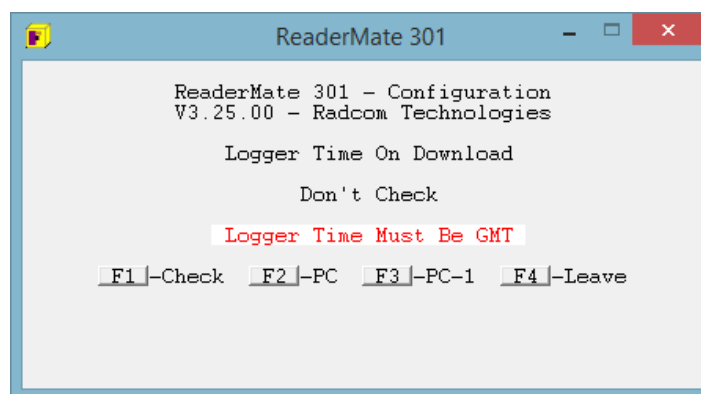 ReaderMate 301
ReaderMate 301 - Configuration
V3.25.00 - Radcom Technologies
Logger Time On Download
Don't Check
Logger Time Must Be GMT
F1-Check F2-PC F3-PC-1 F4-Leave